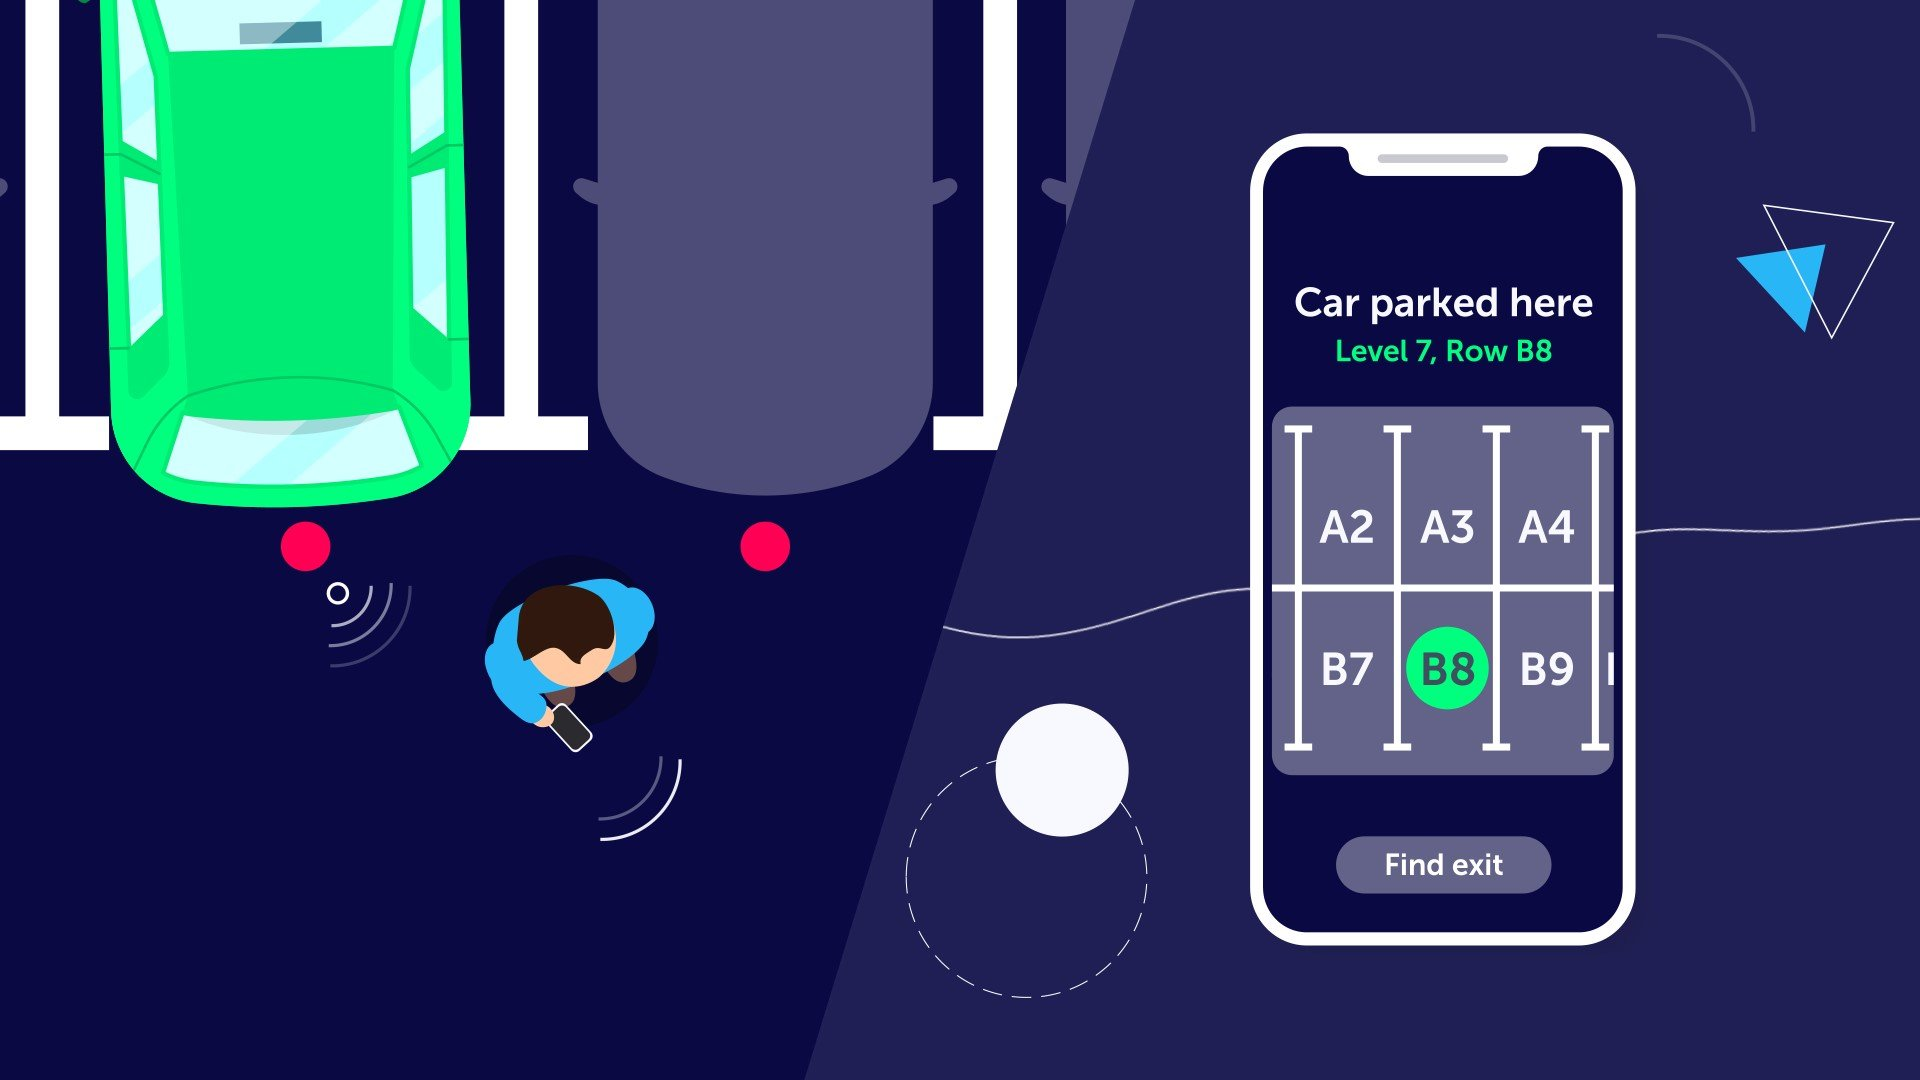 Car parked here
Level 7, Row B8
A2 A3 A4
B7 B8 B9
Find exit